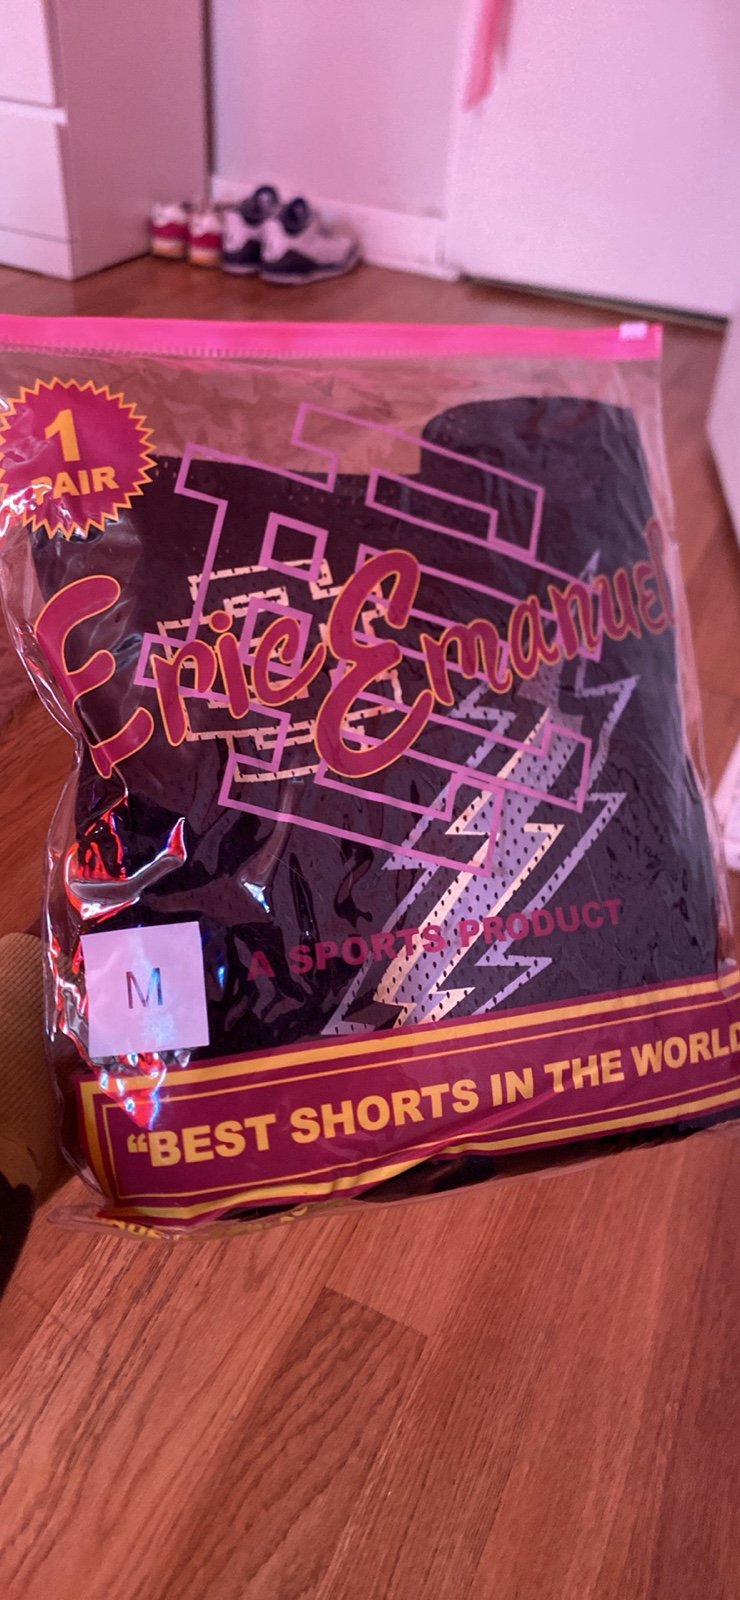 1
PAIR
Eric Emanuel
M
A SPORTS PRODUCT
“BEST SHORTS IN THE WORLD